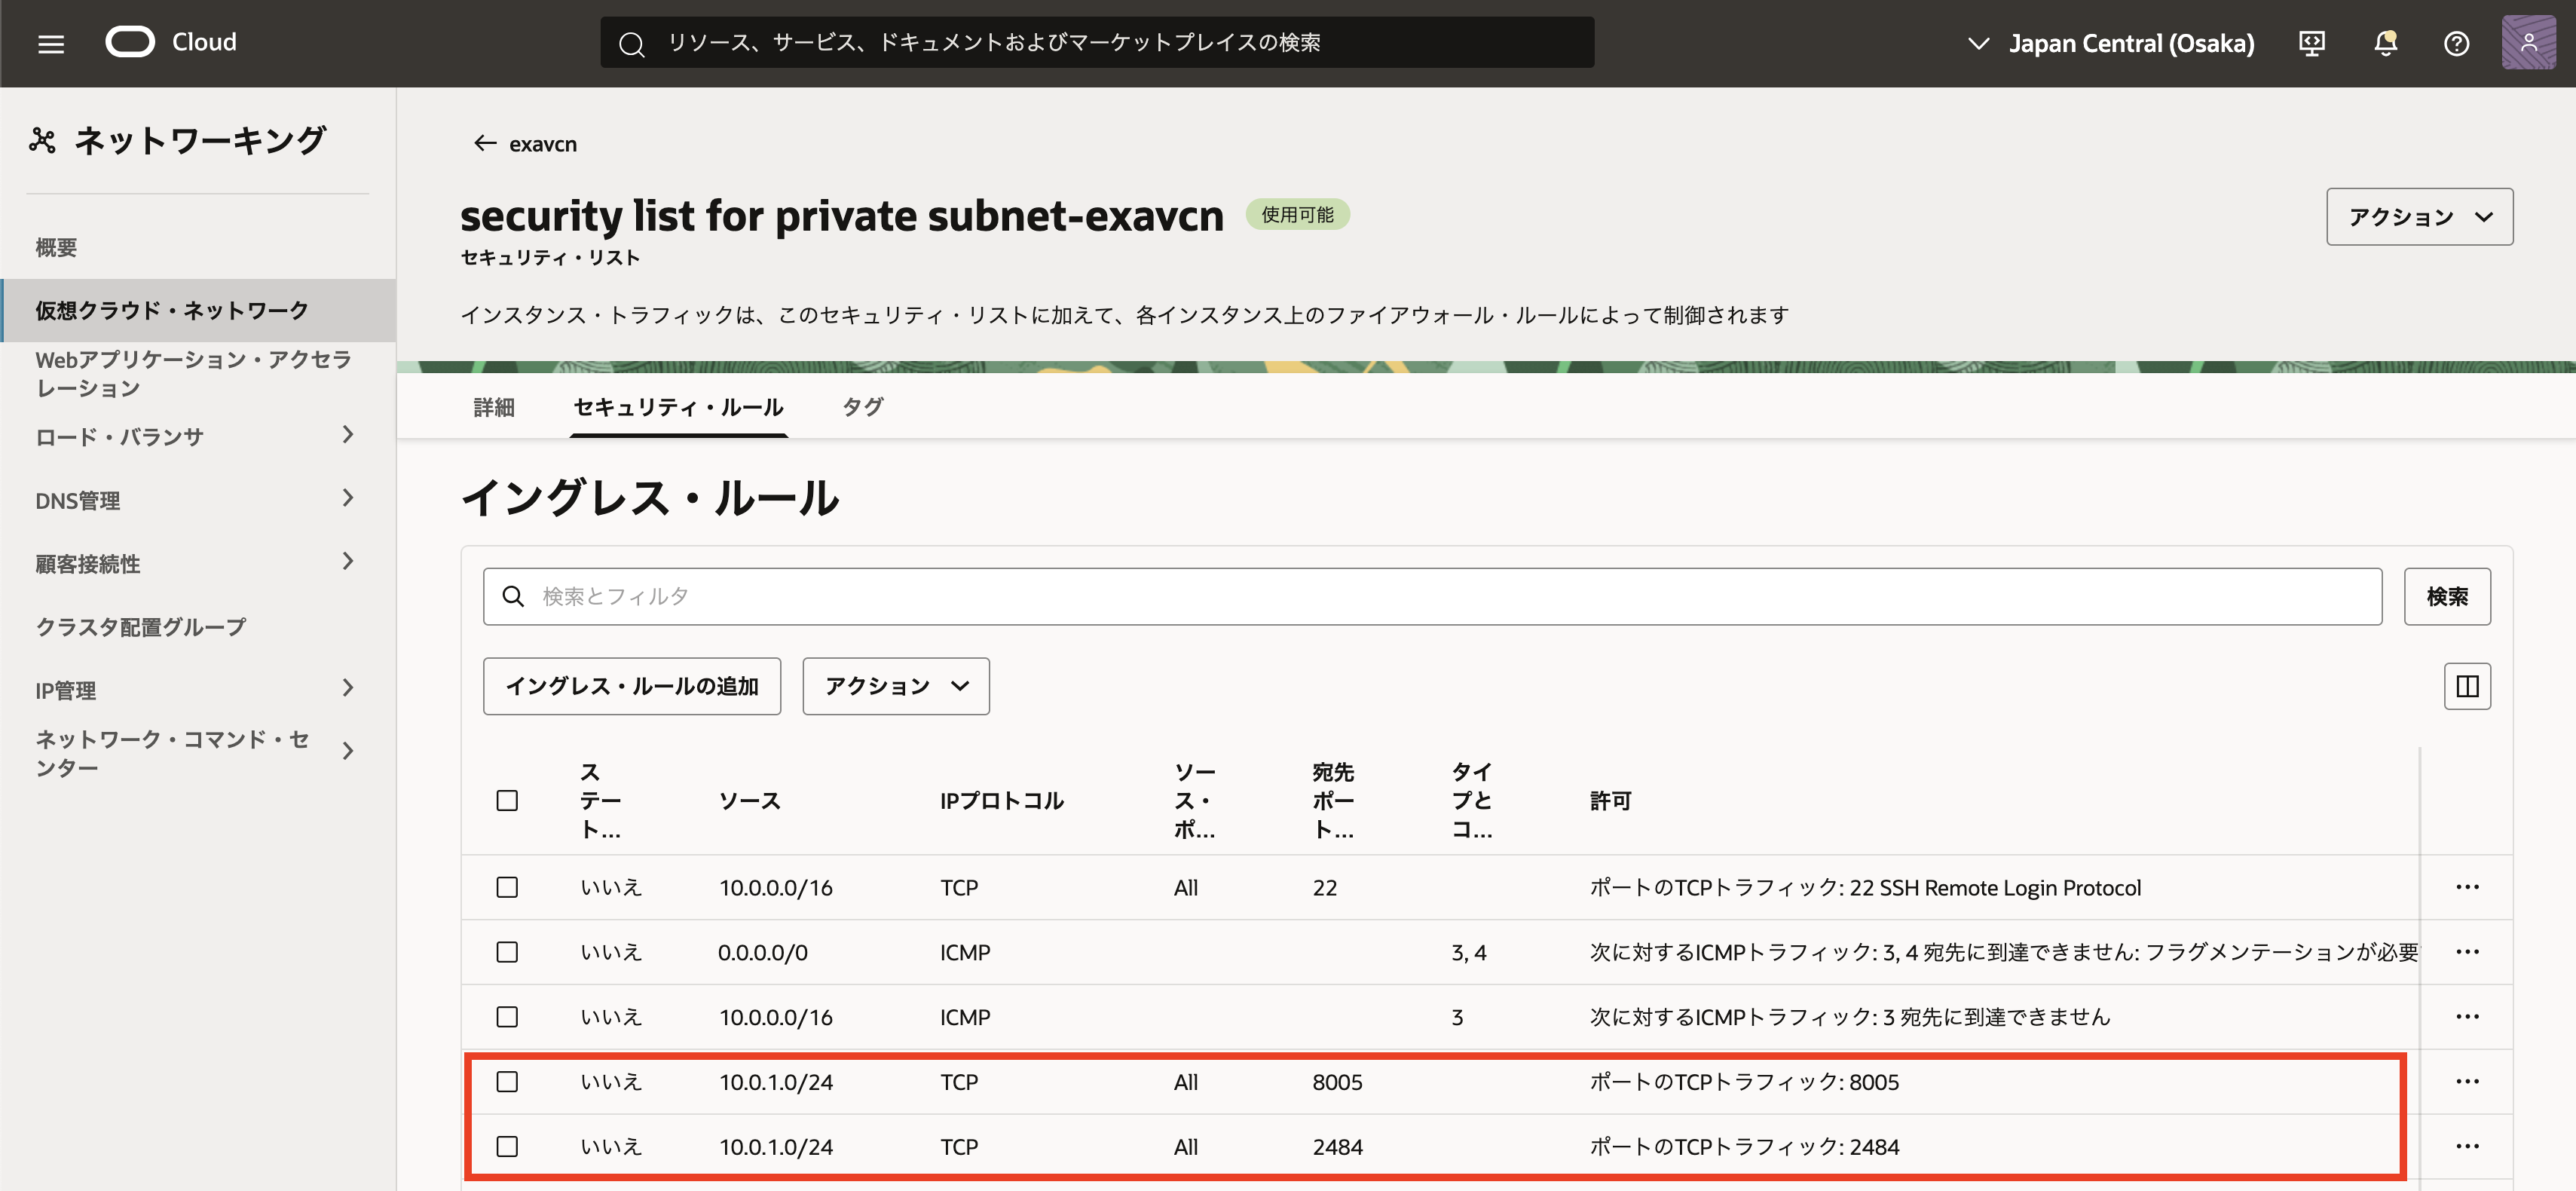 Cloud
リソース、サービス、ドキュメントおよびマーケットプレイスの検索
Japan Central (Osaka)
ネットワーキング
概要
仮想クラウド・ネットワーク
Webアプリケーション・アクセラ
レーション
ロード・バランサ
DNS管理
顧客接続性
クラスタ配置グループ
IP管理
ネットワーク・コマンド・セ
ンター
← exavcn
security list for private subnet-exavcn 使用可能
アクション
セキュリティ・リスト
インスタンス・トラフィックは、このセキュリティ・リストに加えて、各インスタンス上のファイアウォール・ルールによって制御されます
詳細 セキュリティ・ルール タグ
イングレス・ルール
検索とフィルタ 検索
イングレス・ルールの追加 アクション
ス
テー
ト...
ソース
IPプロトコル
ソー
ス・
ポ...
宛先
ポー
ト...
タイ
プと
コ...
許可
いいえ 10.0.0.0/16 TCP All 22 ポートのTCPトラフィック: 22 SSH Remote Login Protocol ...
いいえ 0.0.0.0/0 ICMP 3, 4 次に対するICMPトラフィック: 3, 4 宛先に到達できません: フラグメンテーションが必要 ...
いいえ 10.0.0.0/16 ICMP 3 次に対するICMPトラフィック: 3 宛先に到達できません ...
いいえ 10.0.1.0/24 TCP All 8005 ポートのTCPトラフィック: 8005 ...
いいえ 10.0.1.0/24 TCP All 2484 ポートのTCPトラフィック: 2484 ...